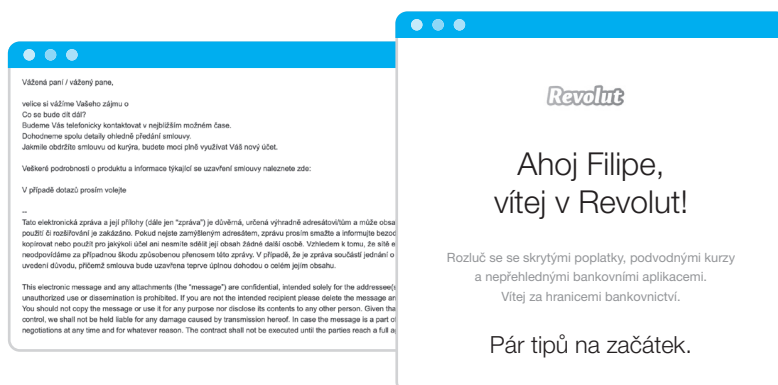 Vážená paní / vážený pane,
velice si vážíme Vašeho zájmu o
Co se bude dít dál?
Budeme Vás telefonicky kontaktovat v nejbližším možném čase.
Dohodneme spolu detaily ohledně předání smlouvy.
Jakmile obdržíte smlouvu od kurýra, budete moci plně využívat Váš nový účet.
Veškeré podrobnosti o produktu a informace týkající se uzavření smlouvy naleznete zde:
V případě dotazů prosím volejte
--
Tato elektronická zpráva a její přílohy (dále jen "zpráva") je důvěrná, určená výhradně adresátovi/tům a může obsa
použití či rozšiřování je zakázáno. Pokud nejste zamýšleným adresátem, zprávu prosím smažte a informujte bezod
kopírovat nebo použít pro jakýkoli účel ani nesmíte sdělit její obsah žádné další osobě. Vzhledem k tomu, že sítě e
neodpovídáme za případnou škodu způsobenou přenosem této zprávy. V případě, že je zpráva součástí jednání o
uvedení důvodu, přičemž smlouva bude uzavřena teprve úplnou dohodou o celém jejím obsahu.
This electronic message and any attachments (the "message") are confidential, intended solely for the addressee(s
unauthorized use or dissemination is prohibited. If you are not the intended recipient please delete the message an
You should not copy the message or use it for any purpose nor disclose its contents to any other person. Given tha
control, we shall not be held liable for any damage caused by transmission hereof. In case the message is a part of
negotiations at any time and for whatever reason. The contract shall not be executed until the parties reach a full a
Revolut
Ahoj Filipe,
vítej v Revolut!
Rozluč se se skrytými poplatky, podvodnými kurzy
a nepřehlednými bankovními aplikacemi.
Vítej za hranicemi bankovnictví.
Pár tipů na začátek.